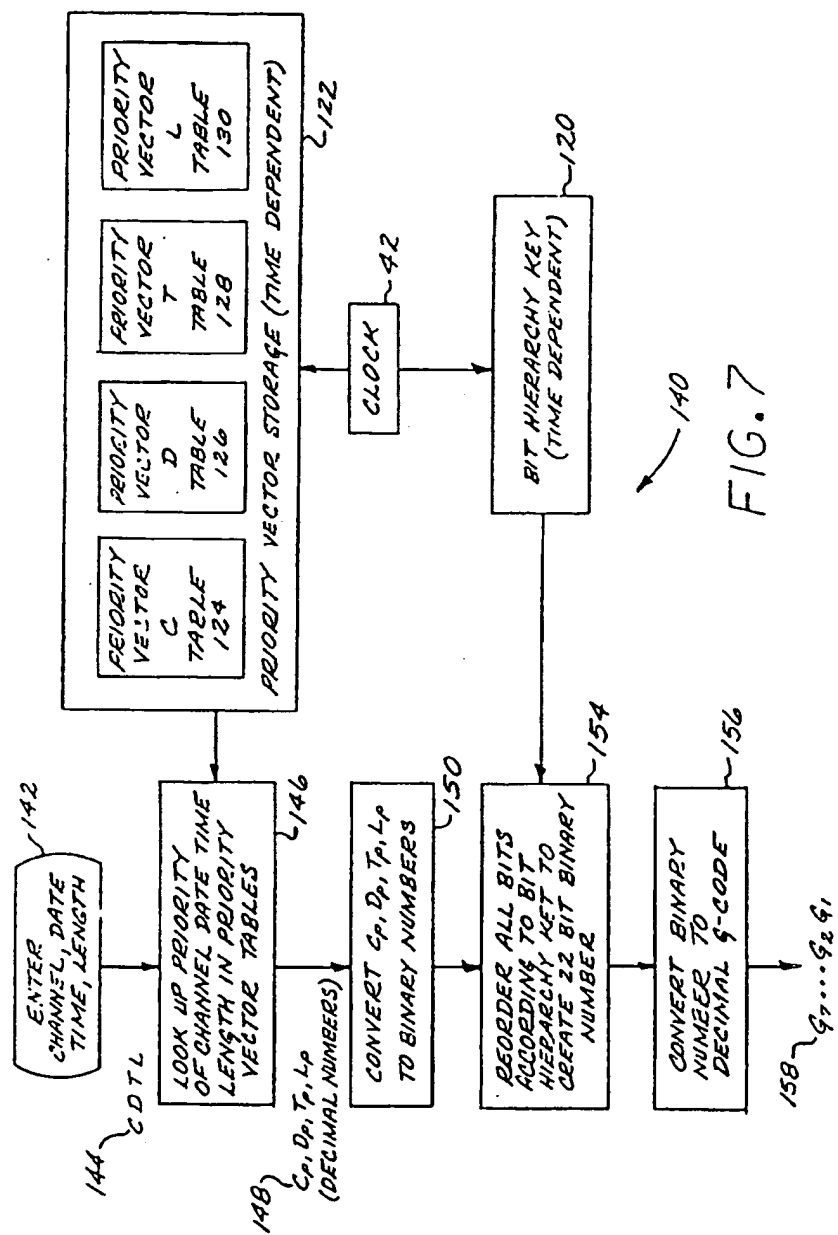 ENTER
CHANNEL, DATE
TIME, LENGTH
142
144
CDTL
LOOK UP PRIORITY
OF CHANNEL DATE TIME
LENGTH IN PRIORITY
VECTOR TABLES
146
148
Cp, Dp, Tp, Lp
(DECIMAL NUMBERS)
CONVERT Cp, Dp, Tp, Lp
TO BINARY NUMBERS
150
REORDER ALL BITS
ACCORDING TO BIT
HIERARCHY KET TO
CREATE 22 BIT BINARY
NUMBER
154
CONVERT BINARY
NUMBER TO
DECIMAL G-CODE
156
158
G7...G2 G1
PRIORITY
VECTOR
C
TABLE
124
PRIORITY
VECTOR
D
TABLE
126
PRIORITY
VECTOR
T
TABLE
128
PRIORITY
VECTOR
L
TABLE
130
PRIORITY VECTOR STORAGE (TIME DEPENDENT)
122
CLOCK
42
BIT HIERARCHY KEY
(TIME DEPENDENT)
120
140
FIG. 7